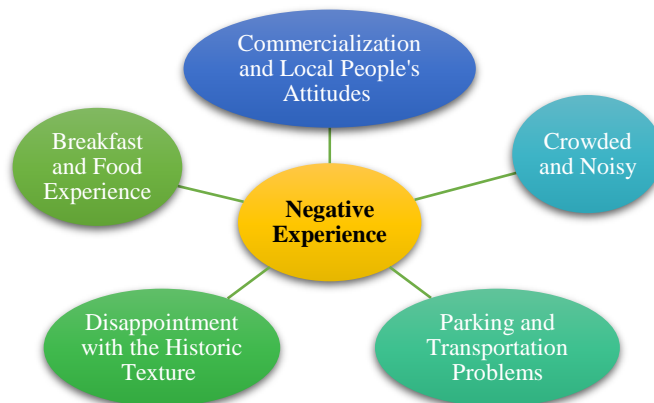 Commercialization
and Local People's
Attitudes
Breakfast
and Food
Experience
Crowded
and Noisy
Negative
Experience
Disappointment
with the Historic
Texture
Parking and
Transportation
Problems